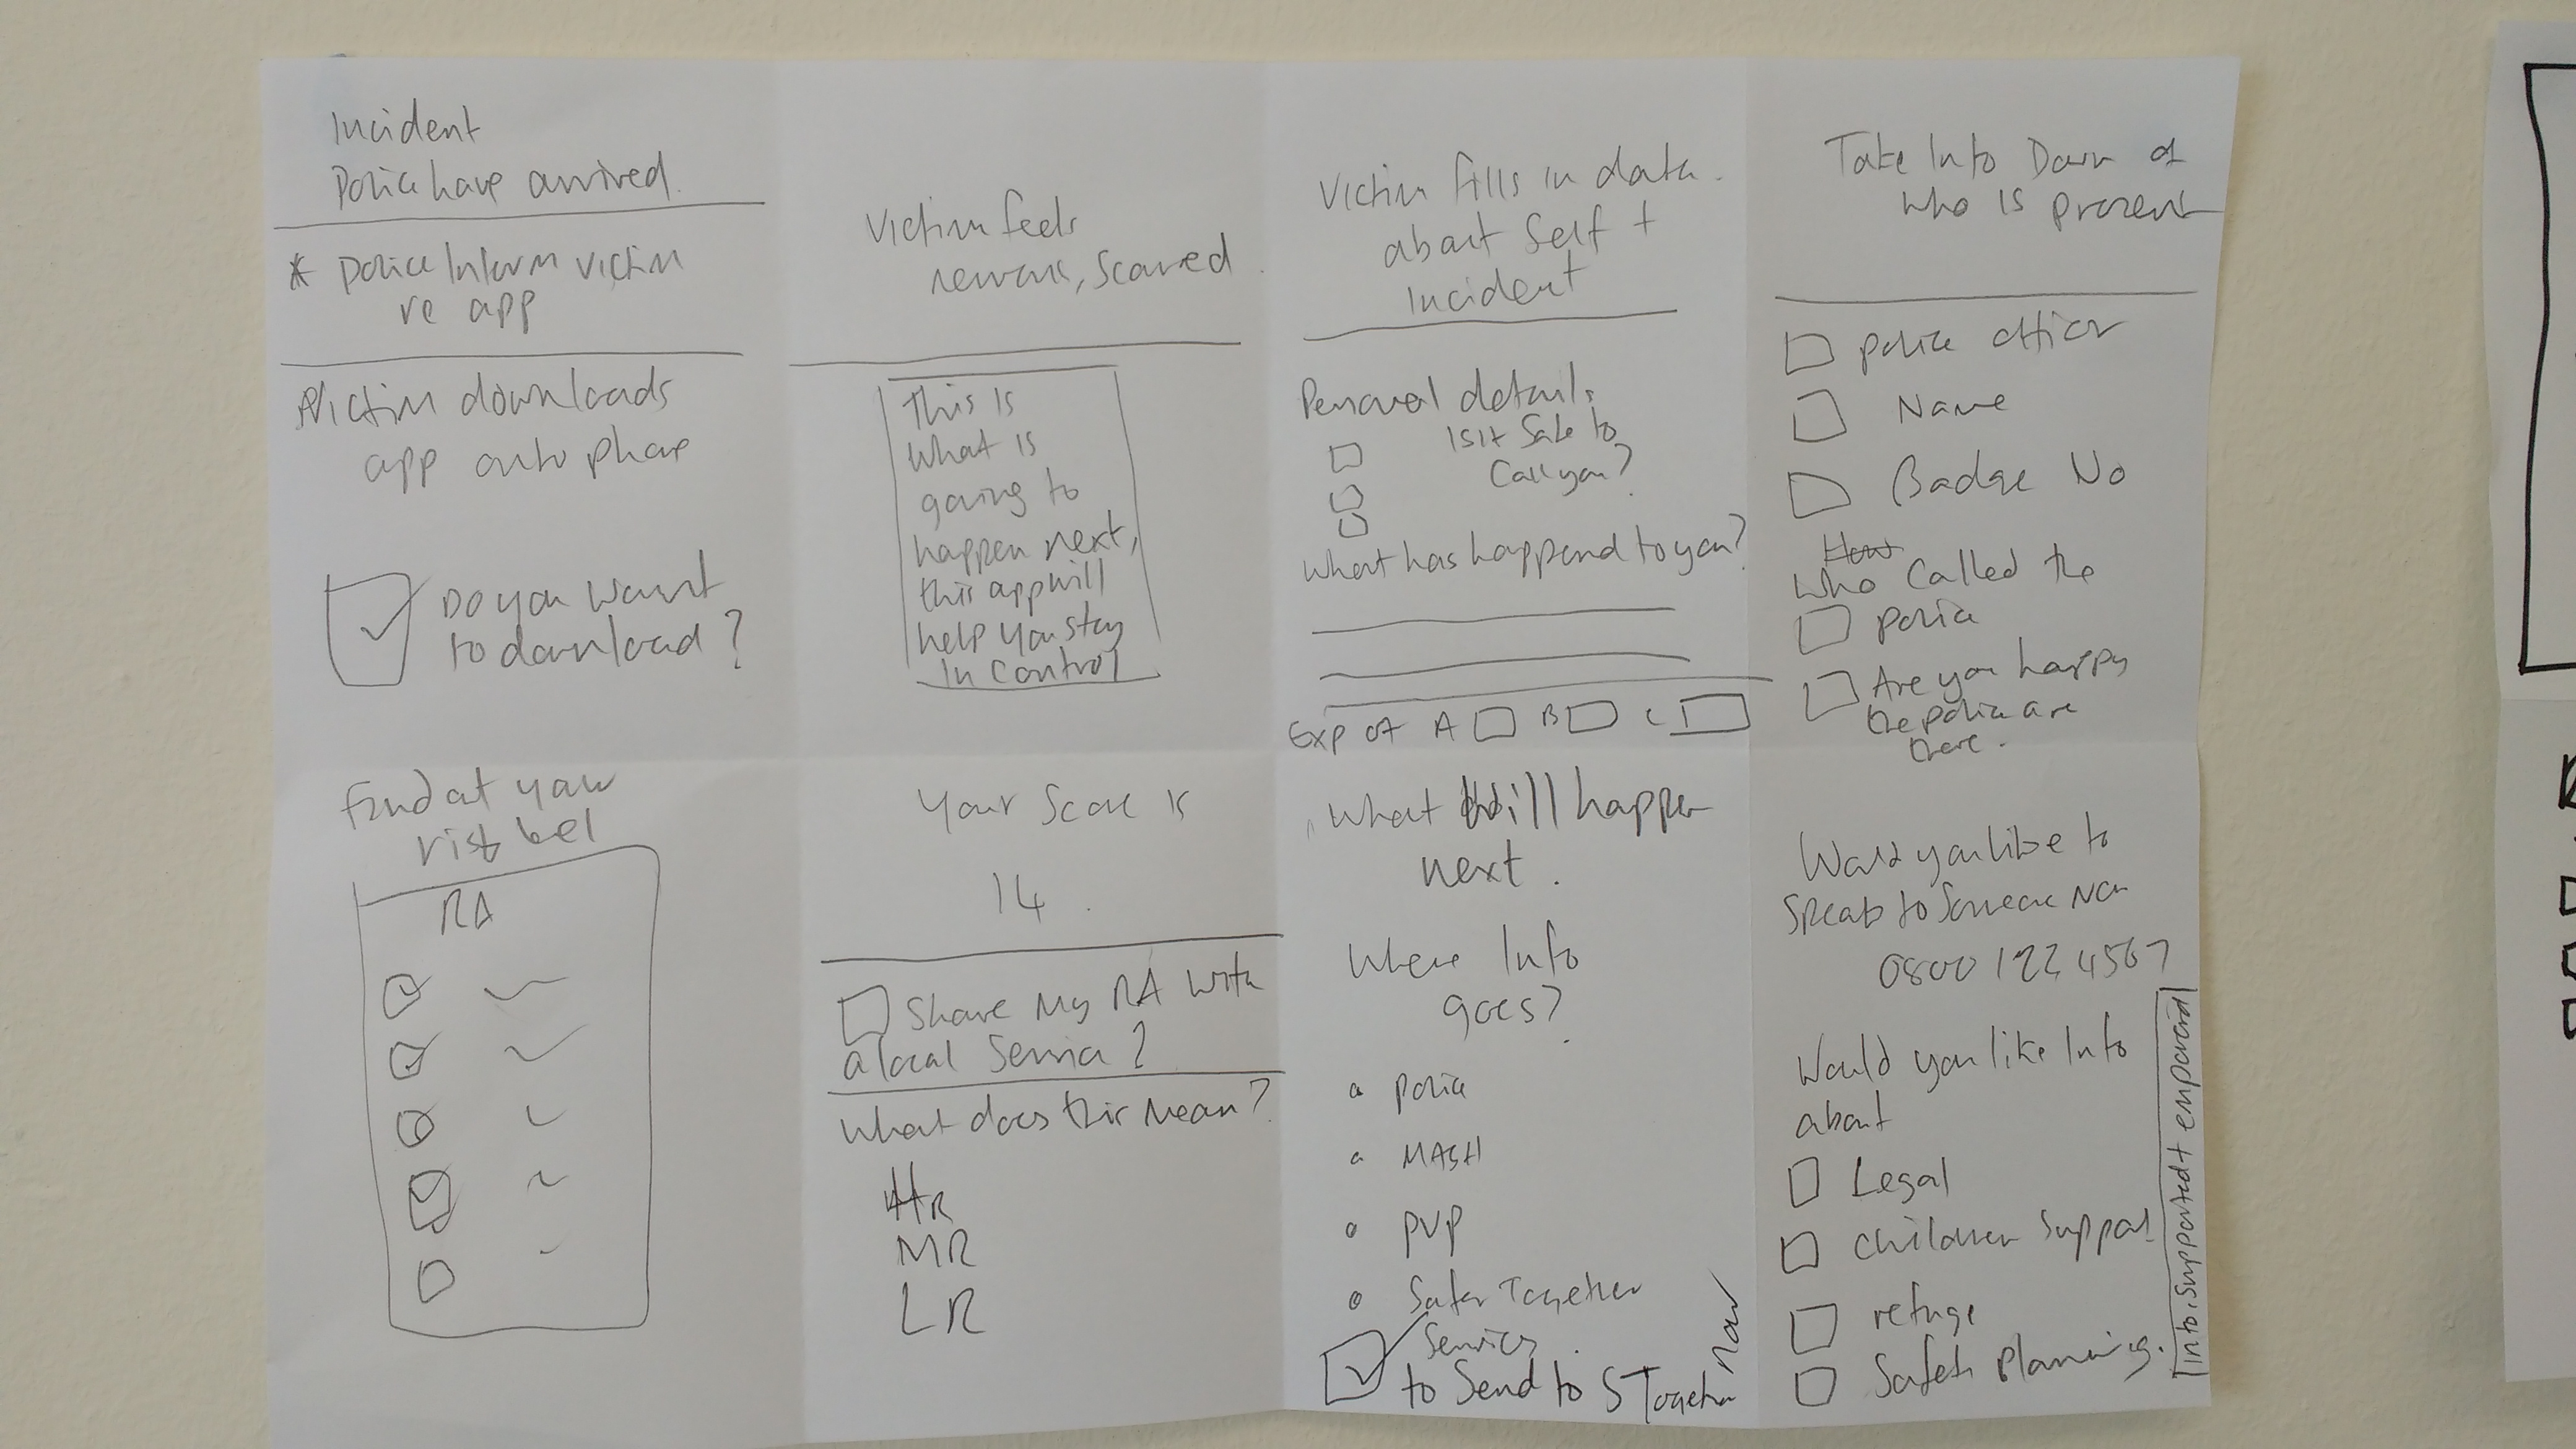 Incident
Police have arrived.
* Police Inform victim
re app
Victim downloads
app onto phone
Do you want
to download?
Victim feels
nervous, scared.
This is
what is
going to
happen next,
this app will
help you stay
in control
Victim fills in data
about self +
incident
Personal details
Is it safe to
call you?
What has happend to you?
Exp of A B C
Take Info Down of
who is present
Police officer
Name
Badge No
How
Who called the
police
Are you happy
the police are
there.
Find out your
risk level
RA
Your score is
14.
Share my RA with
a local service?
What does this mean?
HR
MR
LR
What will happen
next.
Where Info
goes?
Police
MASH
PVP
Safer Together
Services
to send to S Together
now
Would you like to
speak to someone now
0800 122 4567
Would you like Info
about
Legal
children support
refuge
Safety planning.
Info, Supported + empowered